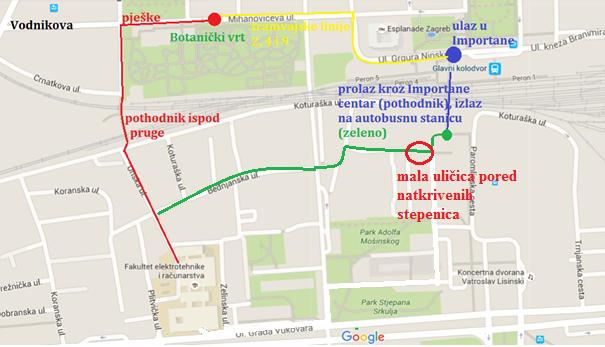 pješke
Mihanovićeva ul.
Vodnikova
Botanički vrt
tramvajske linije
2, 4 i 9
Esplanade Zagreb
ulaz u
Importane
Ul. Grgura Ninskog
Ul. kneza Branimira
Glavni kolodvor
Peron 4
Peron 5
Crnatkova ul.
prolaz kroz Importane
centar (pothodnik), izlaz
na autobusnu stanicu
(zeleno)
Koturaška ul.
pothodnik ispod
pruge
Koturaška ul.
Unska ul.
Koranska ul.
Bednjanska ul.
Paromlinska cesta
mala uličica pored
natkrivenih
stepenica
Koranska ul.
Park Adolfa
Mošinskog
Trnjanska cesta
Fakultet elektrotehnike
i računarstva
Koncertna dvorana
Vatroslav Lisinski
Zelinska ul.
Plitvička ul.
Park Stjepana
Srkulja
Ul. Grada Vukovara
Google